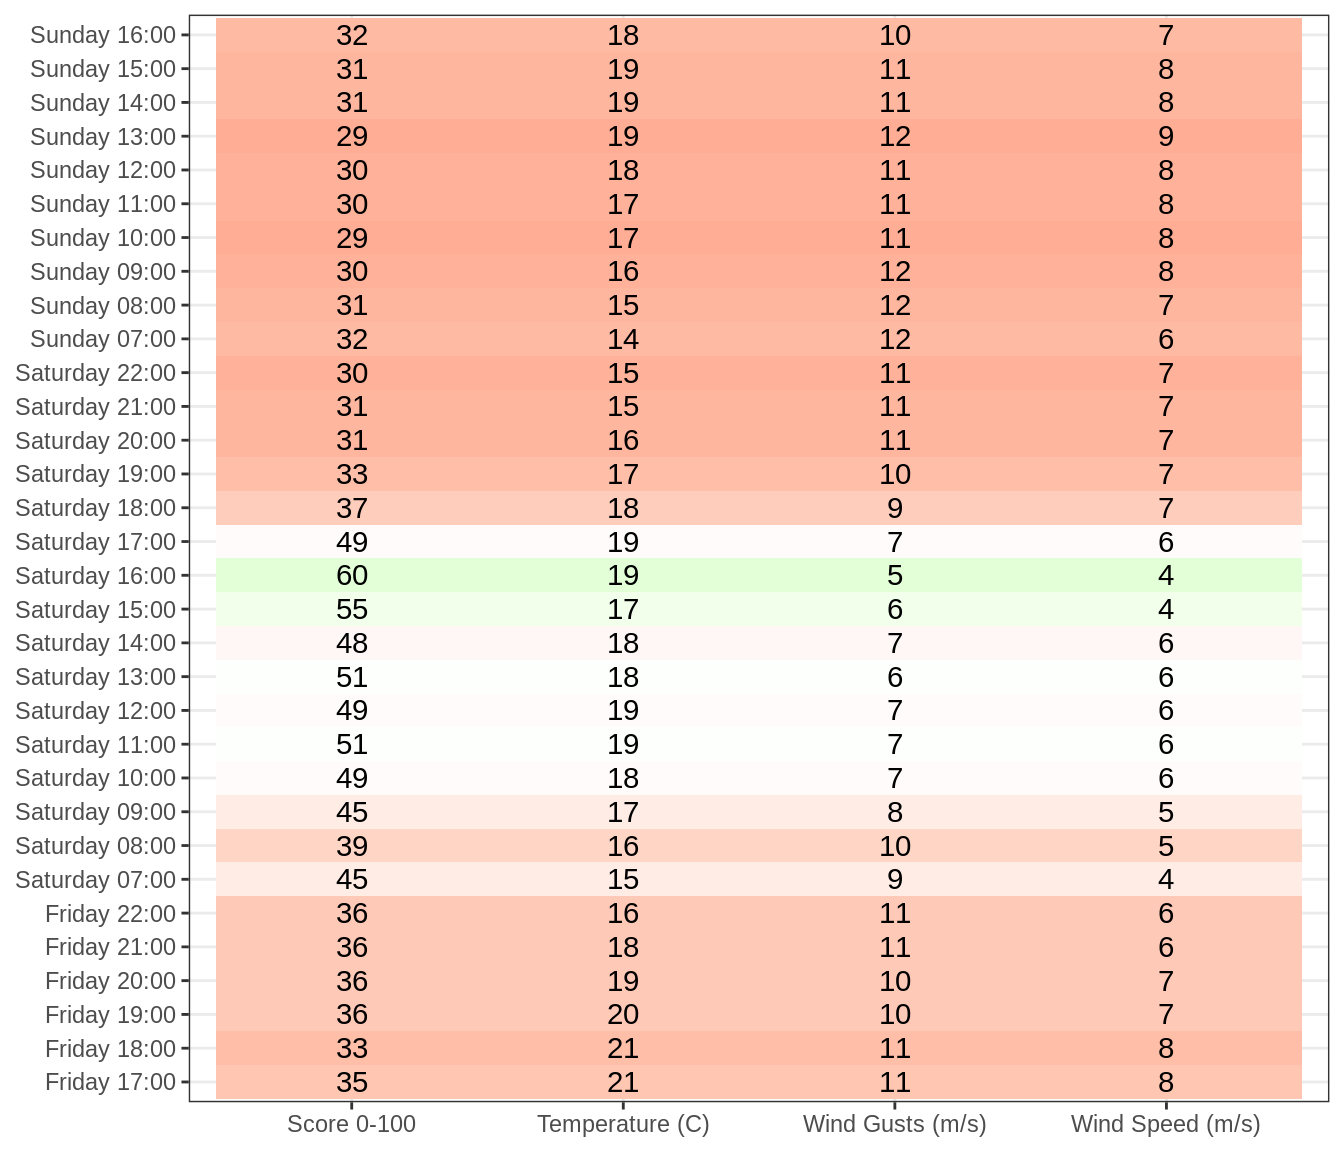 Sunday 16:00 32 18 10 7
Sunday 15:00 31 19 11 8
Sunday 14:00 31 19 11 8
Sunday 13:00 29 19 12 9
Sunday 12:00 30 18 11 8
Sunday 11:00 30 17 11 8
Sunday 10:00 29 17 11 8
Sunday 09:00 30 16 12 8
Sunday 08:00 31 15 12 7
Sunday 07:00 32 14 12 6
Saturday 22:00 30 15 11 7
Saturday 21:00 31 15 11 7
Saturday 20:00 31 16 11 7
Saturday 19:00 33 17 10 7
Saturday 18:00 37 18 9 7
Saturday 17:00 49 19 7 6
Saturday 16:00 60 19 5 4
Saturday 15:00 55 17 6 4
Saturday 14:00 48 18 7 6
Saturday 13:00 51 18 6 6
Saturday 12:00 49 19 7 6
Saturday 11:00 51 19 7 6
Saturday 10:00 49 18 7 6
Saturday 09:00 45 17 8 5
Saturday 08:00 39 16 10 5
Saturday 07:00 45 15 9 4
Friday 22:00 36 16 11 6
Friday 21:00 36 18 11 6
Friday 20:00 36 19 10 7
Friday 19:00 36 20 10 7
Friday 18:00 33 21 11 8
Friday 17:00 35 21 11 8
Score 0-100 Temperature (C) Wind Gusts (m/s) Wind Speed (m/s)